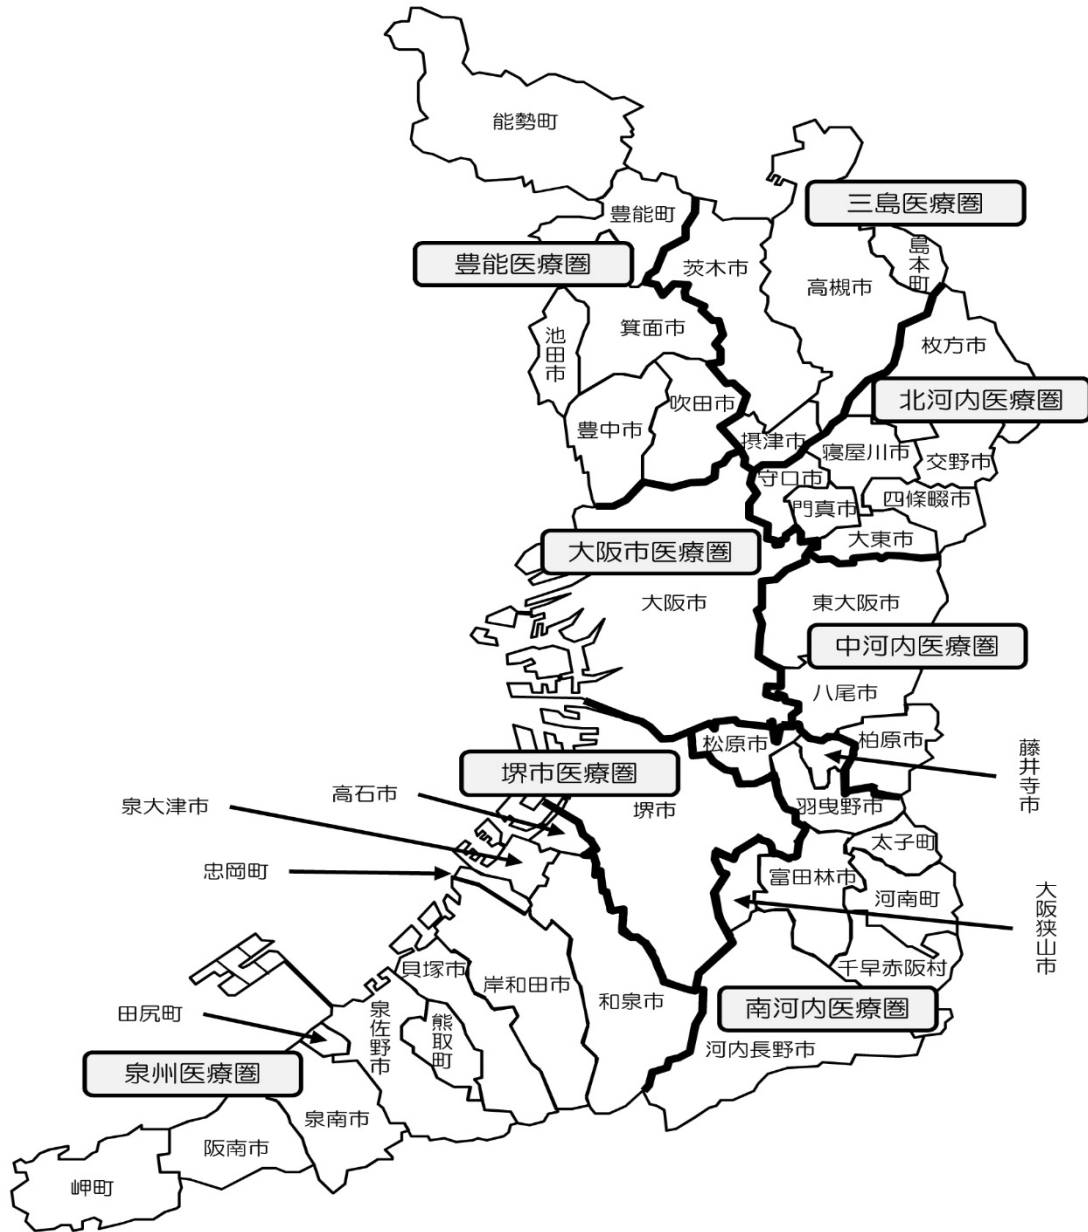 能勢町
豊能町
三島医療圏
豊能医療圏
茨木市
高槻市
島本町
箕面市
池田市
枚方市
北河内医療圏
吹田市
豊中市
摂津市
寝屋川市
交野市
守口市
門真市
四條畷市
大東市
大阪市医療圏
大阪市
東大阪市
中河内医療圏
八尾市
松原市
柏原市
藤井寺市
堺市医療圏
高石市
泉大津市
堺市
羽曳野市
太子町
忠岡町
富田林市
河南町
大阪狭山市
千早赤阪村
貝塚市
岸和田市
和泉市
南河内医療圏
田尻町
泉佐野市
熊取町
河内長野市
泉州医療圏
泉南市
阪南市
岬町